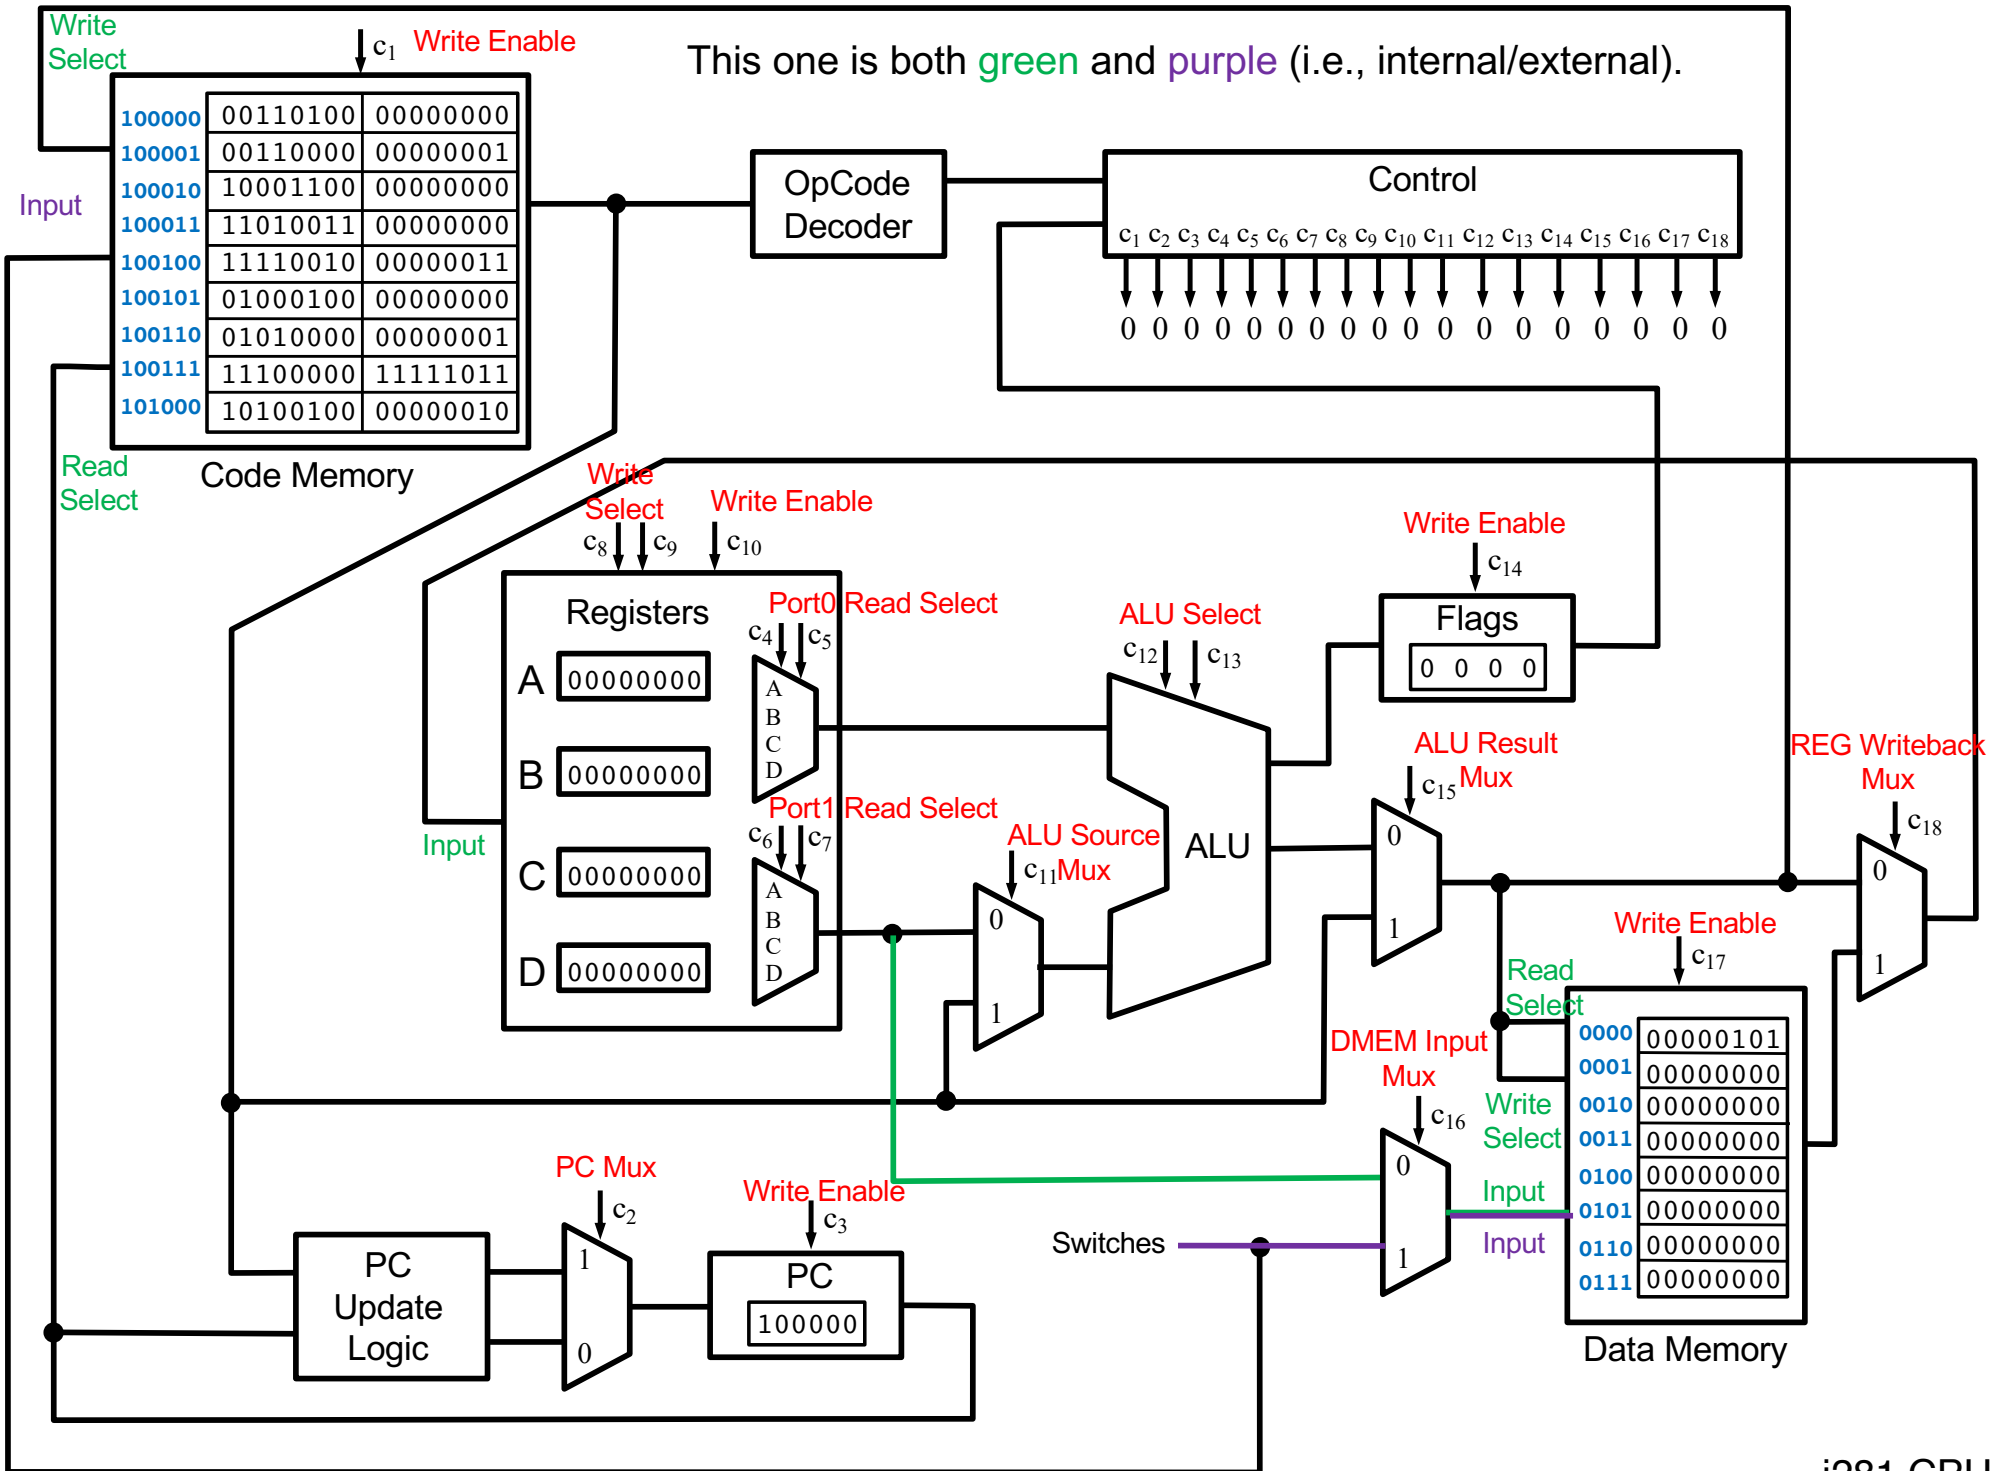 This one is both green and purple (i.e., internal/external).
Write
Select
c1 Write Enable
100000 00110100 00000000
100001 00110000 00000001
100010 10001100 00000000
100011 11010011 00000000
100100 11110010 00000011
100101 01000100 00000000
100110 01010000 00000001
100111 11100000 11111011
101000 10100100 00000010
Input
Read
Select
Code Memory
OpCode
Decoder
Control
c1 c2 c3 c4 c5 c6 c7 c8 c9 c10 c11 c12 c13 c14 c15 c16 c17 c18
0 0 0 0 0 0 0 0 0 0 0 0 0 0 0 0 0 0
Write
Select
Write Enable
c8 c9 c10
Registers
Port0 Read Select
c4 c5
A 00000000
A
B
C
D
B 00000000
Port1 Read Select
c6 c7
Input
C 00000000
A
B
C
D
D 00000000
ALU Source
Mux
c11
0
1
ALU Select
c12 c13
ALU
Write Enable
c14
Flags
0 0 0 0
ALU Result
Mux
c15
0
1
REG Writeback
Mux
c18
0
1
Write Enable
c17
Read
Select
Write
Select
Input
Input
0000 00000101
0001 00000000
0010 00000000
0011 00000000
0100 00000000
0101 00000000
0110 00000000
0111 00000000
Data Memory
DMEM Input
Mux
c16
0
1
Switches
PC
Update
Logic
PC Mux
c2
1
0
Write Enable
c3
PC
100000
i281 CPU